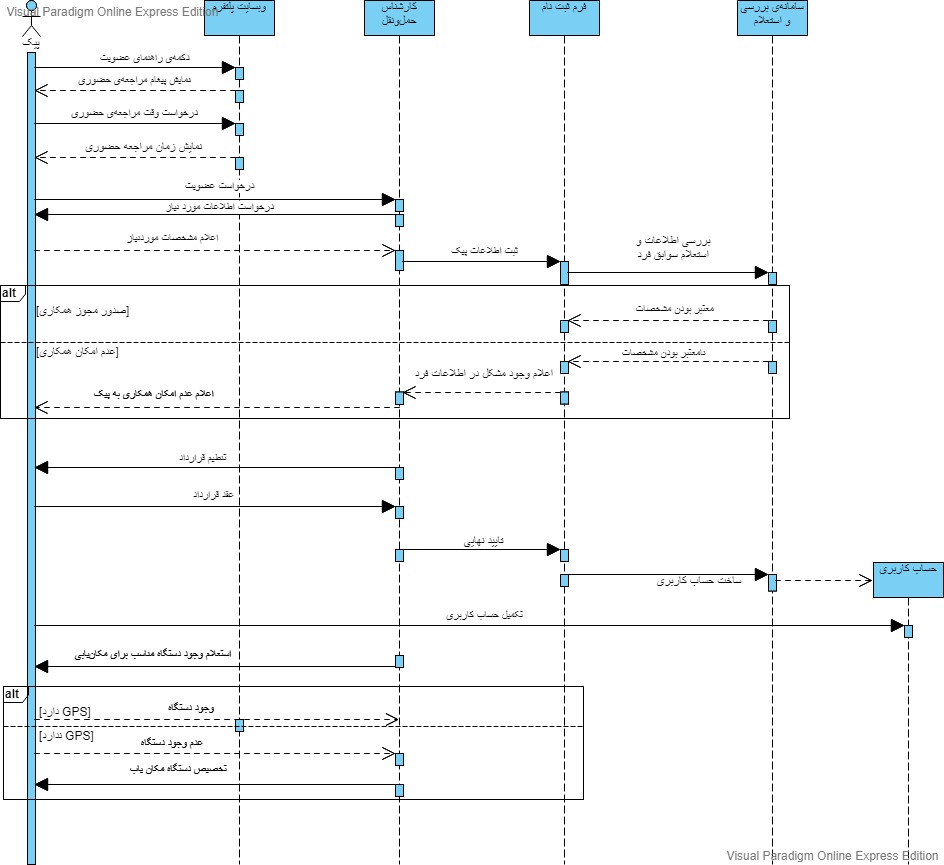 Visual Paradigm Online Express Edition
پیک
وبسایت پلتفرم
کارشناس
حمل‌ونقل
فرم ثبت نام
سامانه‌ی بررسی
و استعلام
دکمه‌ی راهنمای عضویت
نمایش پیغام مراجعه‌ی حضوری
درخواست وقت مراجعه‌ی حضوری
نمایش زمان مراجعه حضوری
درخواست عضویت
درخواست اطلاعات مورد نیاز
اعلام مشخصات موردنیاز
ثبت اطلاعات پیک
بررسی اطلاعات و
استعلام سوابق فرد
alt
[صدور مجوز همکاری]
معتبر بودن مشخصات
[عدم امکان همکاری]
نامعتبر بودن مشخصات
اعلام وجود مشکل در اطلاعات فرد
اعلام عدم امکان همکاری به پیک
تنظیم قرارداد
عقد قرارداد
تایید نهایی
ساخت حساب کاربری
حساب کاربری
تکمیل حساب کاربری
استعلام وجود دستگاه مناسب برای مکان‌یابی
alt
[GPS دارد]
وجود دستگاه
[GPS ندارد]
عدم وجود دستگاه
تخصیص دستگاه مکان یاب
Visual Paradigm Online Express Edition